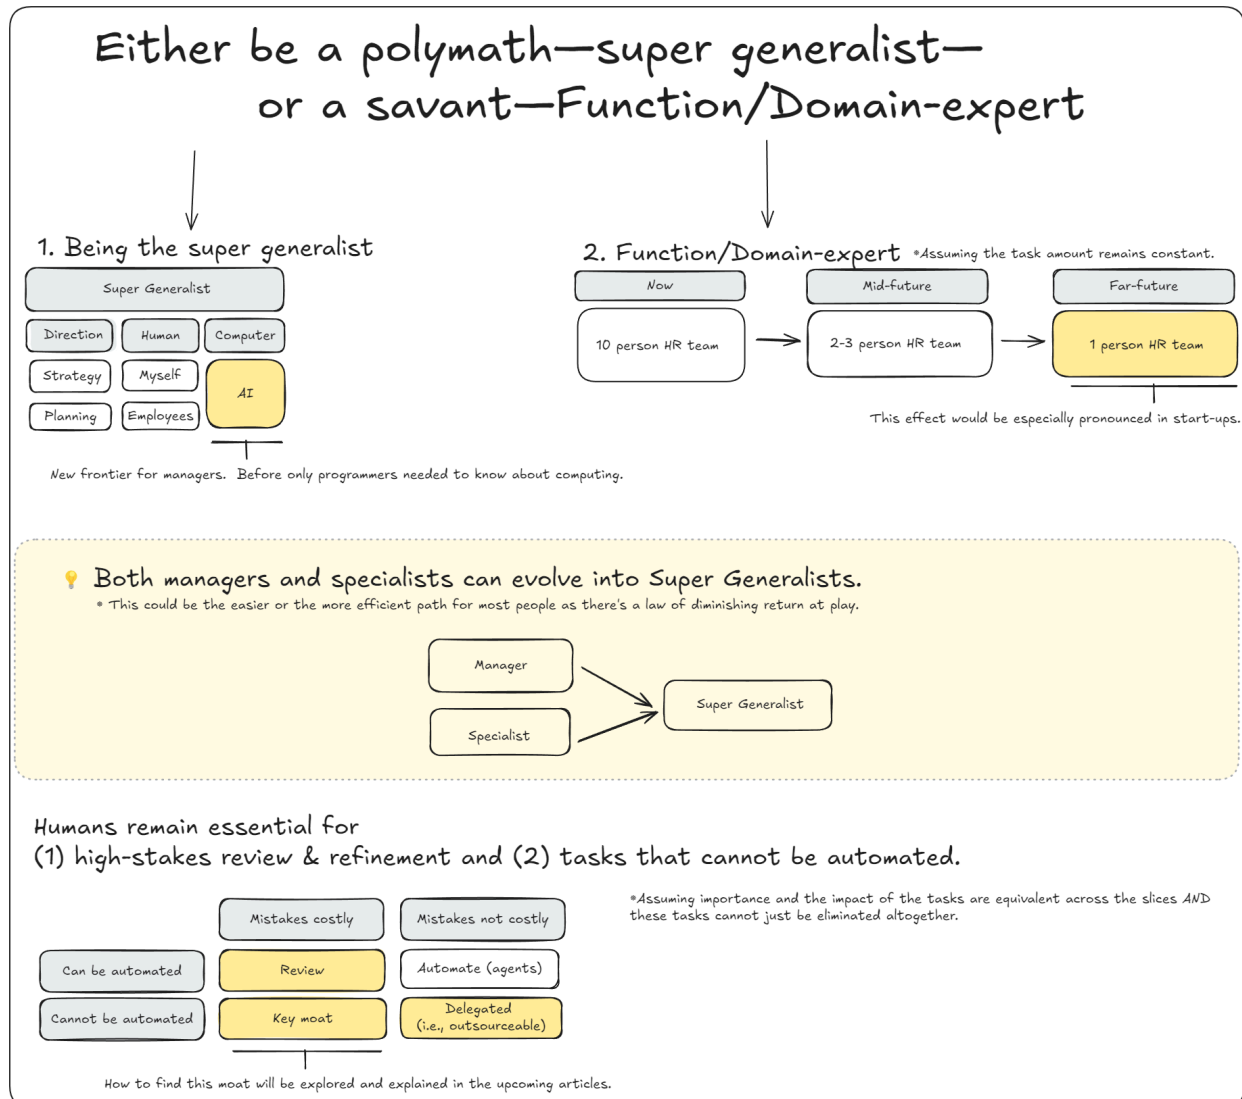 Either be a polymath—super generalist—
or a savant—Function/Domain-expert
1. Being the super generalist
Super Generalist
Direction
Human
Computer
Strategy
Myself
AI
Planning
Employees
New frontier for managers. Before only programmers needed to know about computing.
2. Function/Domain-expert
*Assuming the task amount remains constant.
Now
Mid-future
Far-future
10 person HR team
2-3 person HR team
1 person HR team
This effect would be especially pronounced in start-ups.
💡 Both managers and specialists can evolve into Super Generalists.
* This could be the easier or the more efficient path for most people as there's a law of diminishing return at play.
Manager
Specialist
Super Generalist
Humans remain essential for
(1) high-stakes review & refinement and (2) tasks that cannot be automated.
*Assuming importance and the impact of the tasks are equivalent across the slices AND
these tasks cannot just be eliminated altogether.
Mistakes costly
Mistakes not costly
Can be automated
Review
Automate (agents)
Cannot be automated
Key moat
Delegated
(i.e., outsourceable)
How to find this moat will be explored and explained in the upcoming articles.